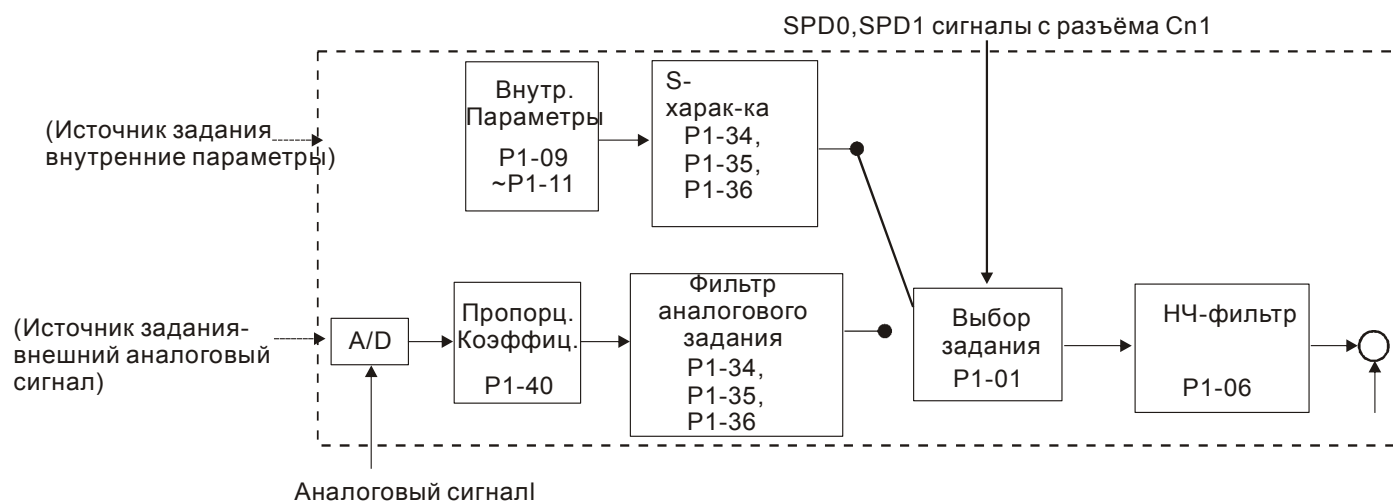 SPD0,SPD1 сигналы с разъёма Cn1
(Источник задания
внутренние параметры)
Внутр.
Параметры
P1-09
~P1-11
S-
харак-ка
P1-34,
P1-35,
P1-36
(Источник задания-
внешний аналоговый
сигнал)
A/D
Пропорц.
Коэффиц.
P1-40
Фильтр
аналогового
задания
P1-34,
P1-35,
P1-36
Выбор
задания
P1-01
НЧ-фильтр
P1-06
Аналоговый сигналl